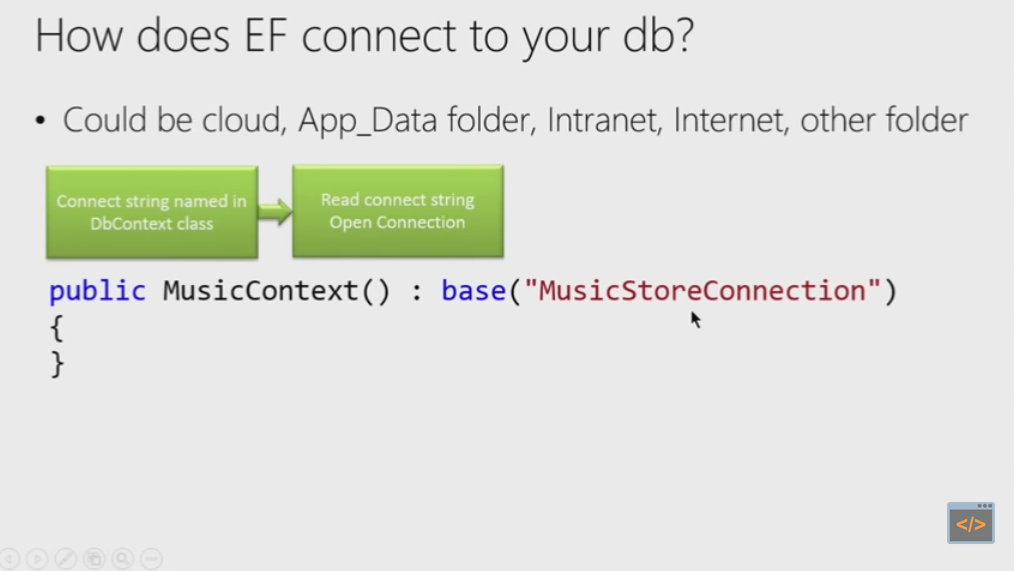 How does EF connect to your db?
• Could be cloud, App_Data folder, Intranet, Internet, other folder
Connect string named in
DbContext class
Read connect string
Open Connection
public MusicContext() : base("MusicStoreConnection")
{
}
</>